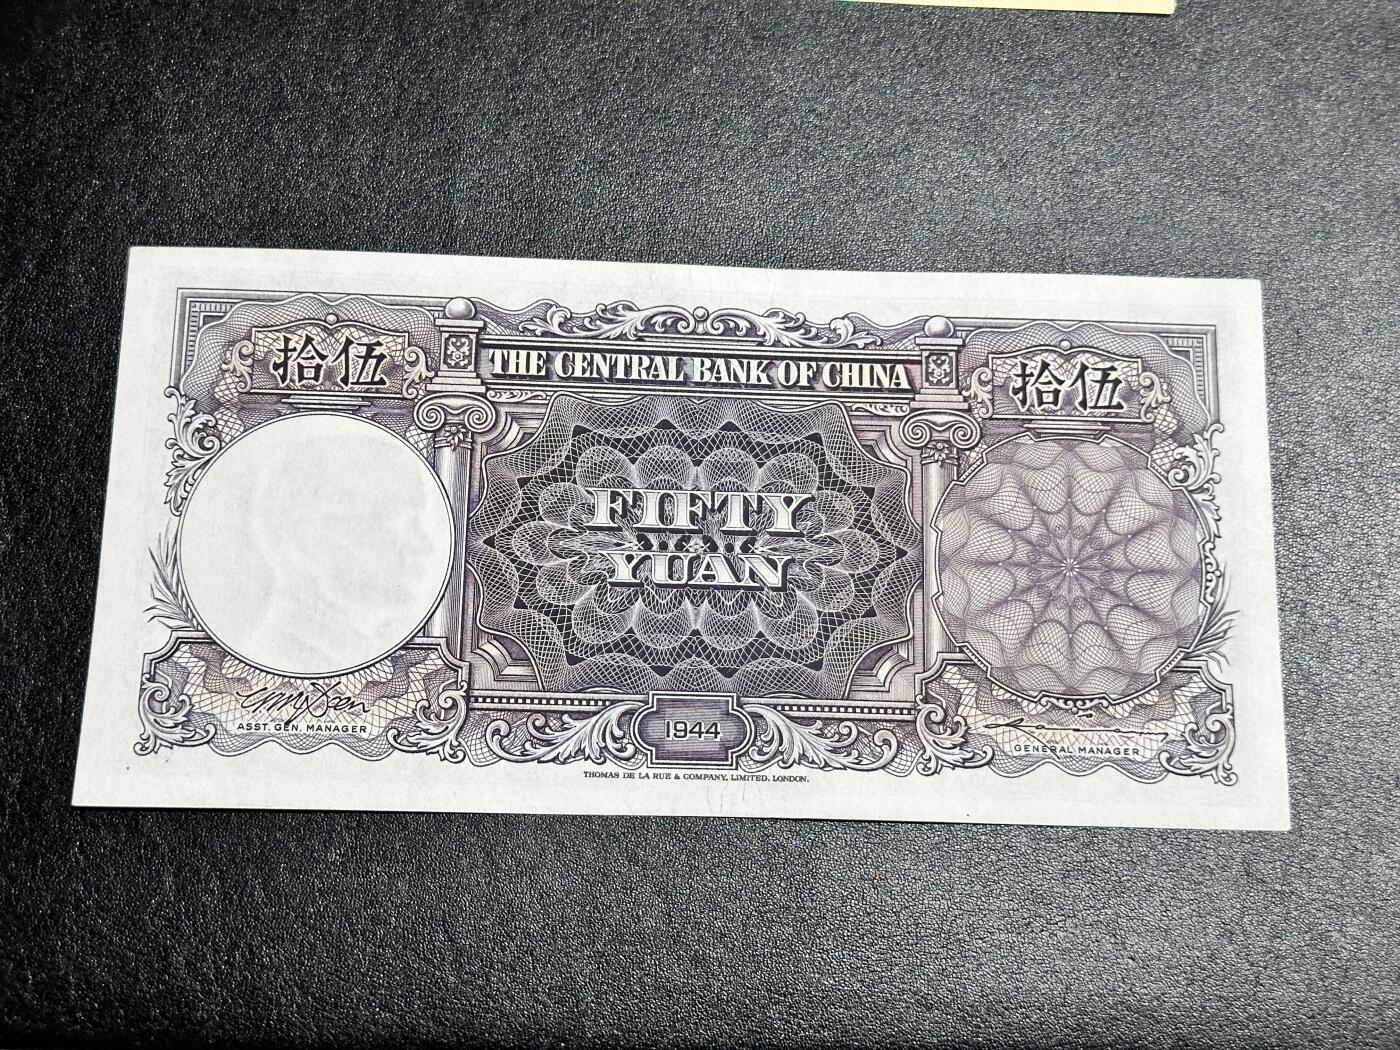 拾伍
THE CENTRAL BANK OF CHINA
拾伍
FIFTY
YUAN
ASST. GEN. MANAGER
1944
GENERAL MANAGER
THOMAS DE LA RUE & COMPANY, LIMITED, LONDON.